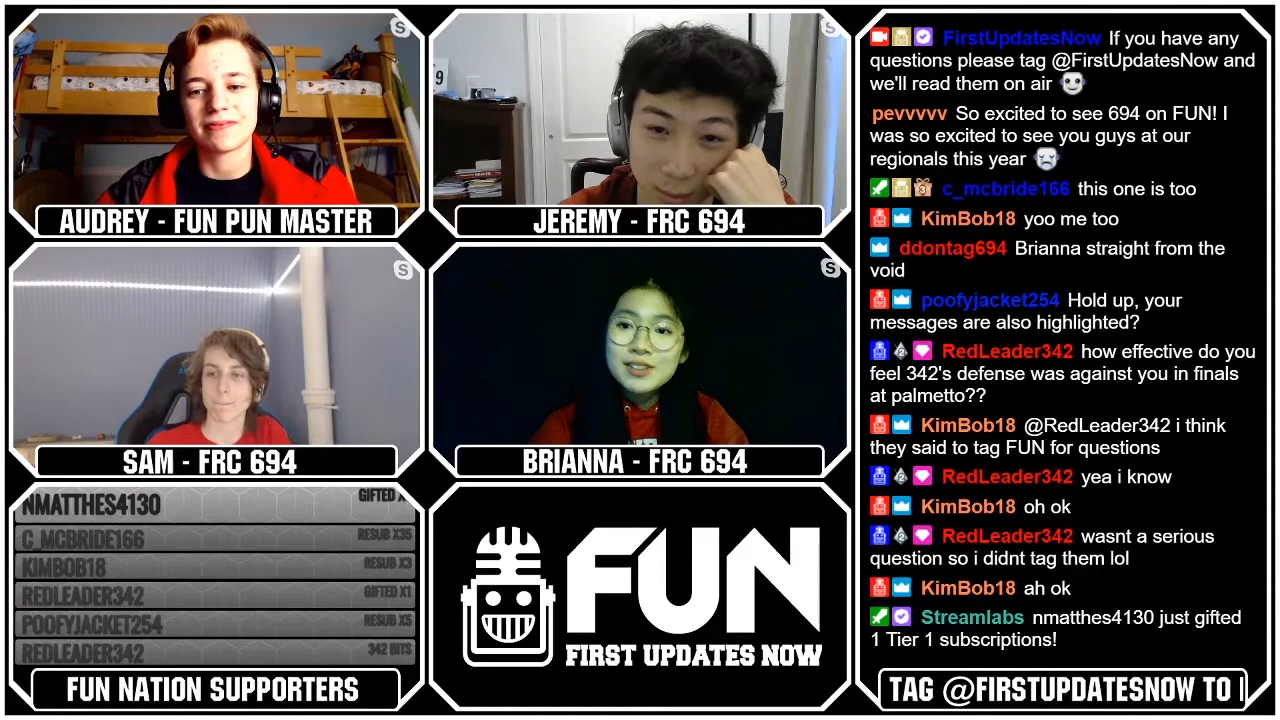 AUDREY - FUN PUN MASTER
9
JEREMY - FRC 694
SAM - FRC 694
BRIANNA - FRC 694
NMATTHES4130 GIFTED X
C_MCBRIDE166 RESUB X35
KIMBOB18 RESUB X3
REDLEADER342 GIFTED X1
POOFYJACKET254 RESUB X5
REDLEADER342 342 BITS
FUN NATION SUPPORTERS
FUN
FIRST UPDATES NOW
FirstUpdatesNow If you have any
questions please tag @FirstUpdatesNow and
we'll read them on air
pevvvvv So excited to see 694 on FUN! I
was so excited to see you guys at our
regionals this year
c_mcbride166 this one is too
KimBob18 yoo me too
ddontag694 Brianna straight from the
void
poofyjacket254 Hold up, your
messages are also highlighted?
RedLeader342 how effective do you
feel 342's defense was against you in finals
at palmetto??
KimBob18 @RedLeader342 i think
they said to tag FUN for questions
RedLeader342 yea i know
KimBob18 oh ok
RedLeader342 wasnt a serious
question so i didnt tag them lol
KimBob18 ah ok
Streamlabs nmatthes4130 just gifted
1 Tier 1 subscriptions!
TAG @FIRSTUPDATESNOW TO